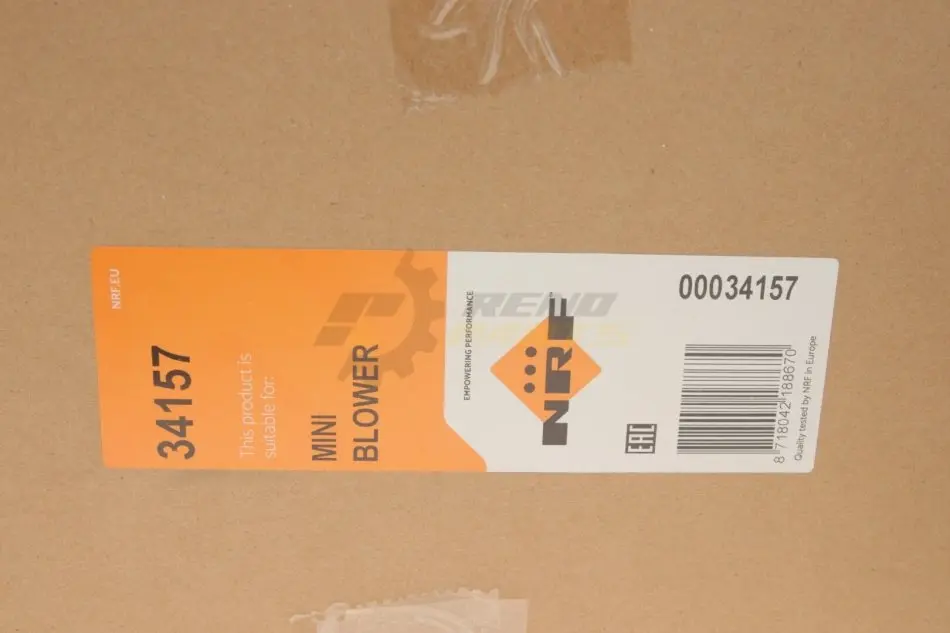 NRF.EU
34157
This product is
suitable for:
MINI
BLOWER
EMPOWERING PERFORMANCE
NRF™
00034157
EAC
8 718042 188670
Quality tested by NRF in Europe
RENO